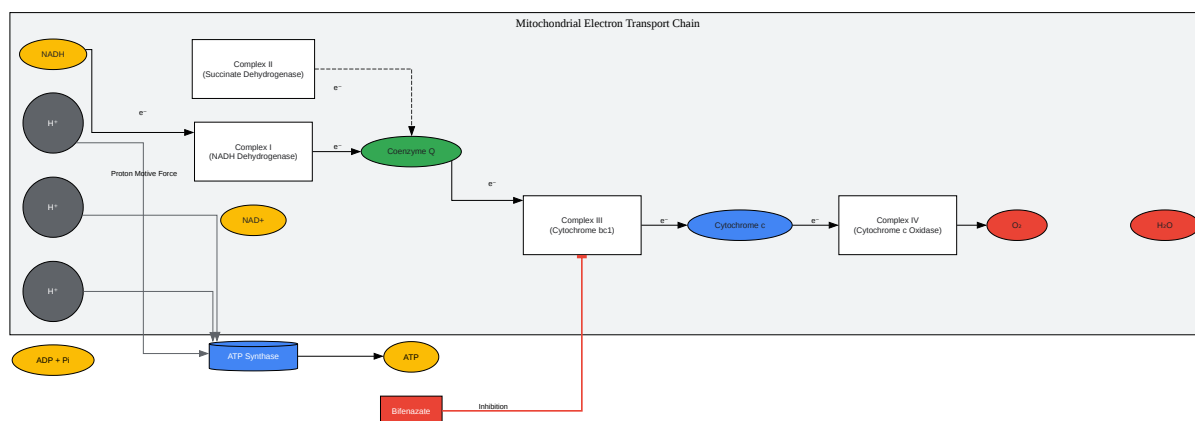 Mitochondrial Electron Transport Chain
NADH
Complex II
(Succinate Dehydrogenase)
e⁻
H⁺
e⁻
Complex I
(NADH Dehydrogenase)
e⁻
Coenzyme Q
Proton Motive Force
e⁻
H⁺
NAD+
Complex III
(Cytochrome bc1)
e⁻
Cytochrome c
e⁻
Complex IV
(Cytochrome c Oxidase)
O₂
H₂O
H⁺
ADP + Pi
ATP Synthase
ATP
Bifenazate
Inhibition